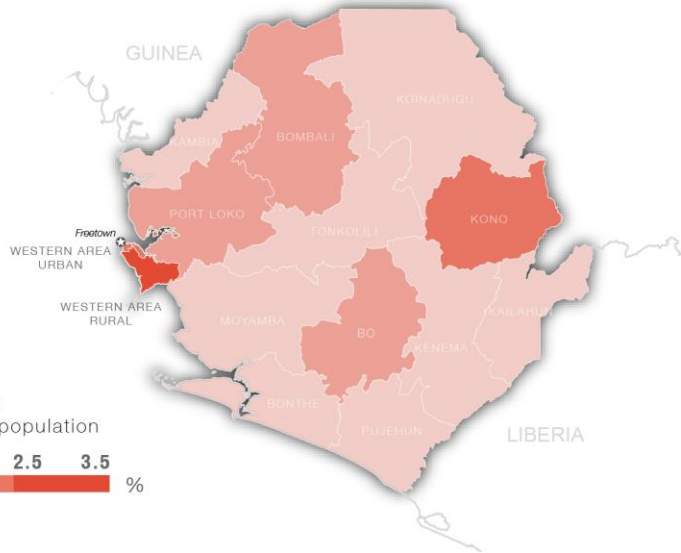 GUINEA
KOINADUGU
KAMBIA
BOMBALI
PORT LOKO
KONO
Freetown
TONKOLILI
WESTERN AREA
URBAN
WESTERN AREA
RURAL
MOYAMBA
BO
KENEMA
KAILAHUN
BONTHE
PUJEHUN
LIBERIA
population
2.5 3.5
%